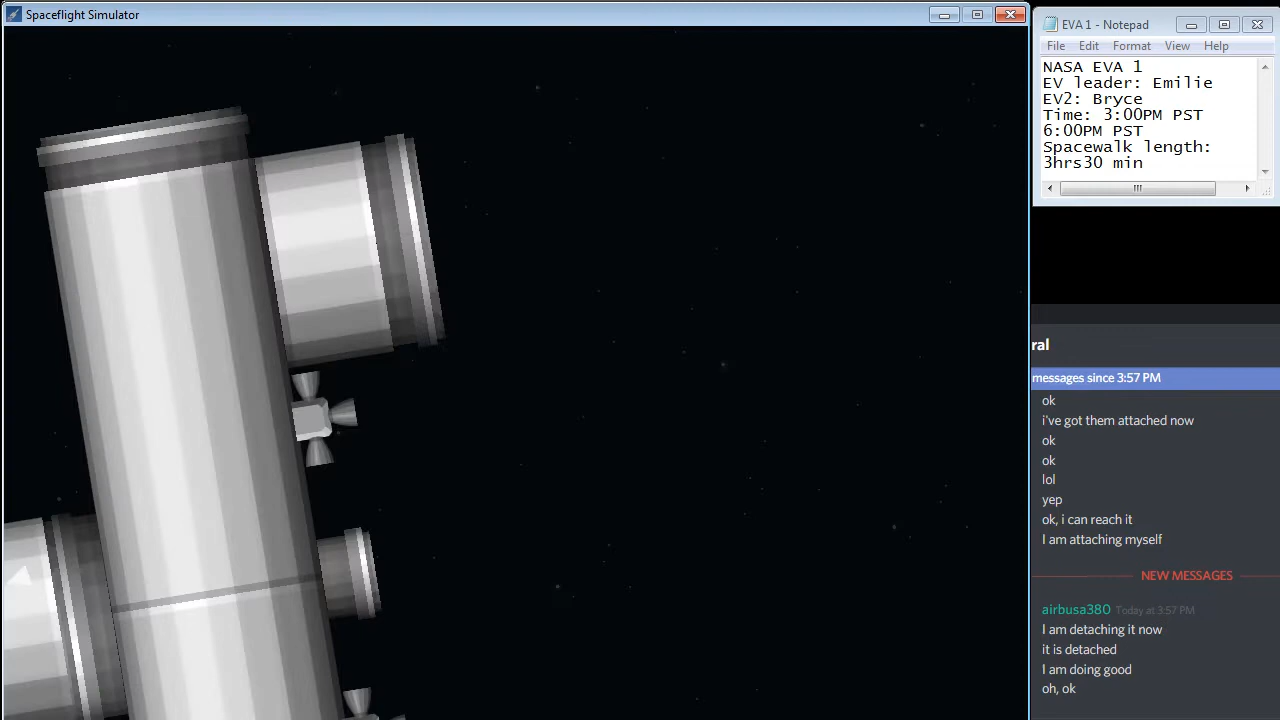 Spaceflight Simulator
EVA 1 - Notepad
File Edit Format View Help
NASA EVA 1
EV leader: Emilie
EV2: Bryce
Time: 3:00PM PST
6:00PM PST
Spacewalk length:
3hrs30 min
ral
messages since 3:57 PM
ok
i've got them attached now
ok
ok
lol
yep
ok, i can reach it
I am attaching myself
NEW MESSAGES
airbusa380 Today at 3:57 PM
I am detaching it now
it is detached
I am doing good
oh, ok